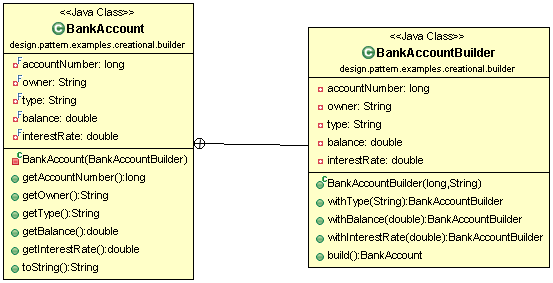 <<Java Class>>
BankAccount
design.pattern.examples.creational.builder
accountNumber: long
owner: String
type: String
balance: double
interestRate: double
BankAccount(BankAccountBuilder)
getAccountNumber():long
getOwner():String
getType():String
getBalance():double
getInterestRate():double
toString():String
<<Java Class>>
BankAccountBuilder
design.pattern.examples.creational.builder
accountNumber: long
owner: String
type: String
balance: double
interestRate: double
BankAccountBuilder(long,String)
withType(String):BankAccountBuilder
withBalance(double):BankAccountBuilder
withInterestRate(double):BankAccountBuilder
build():BankAccount